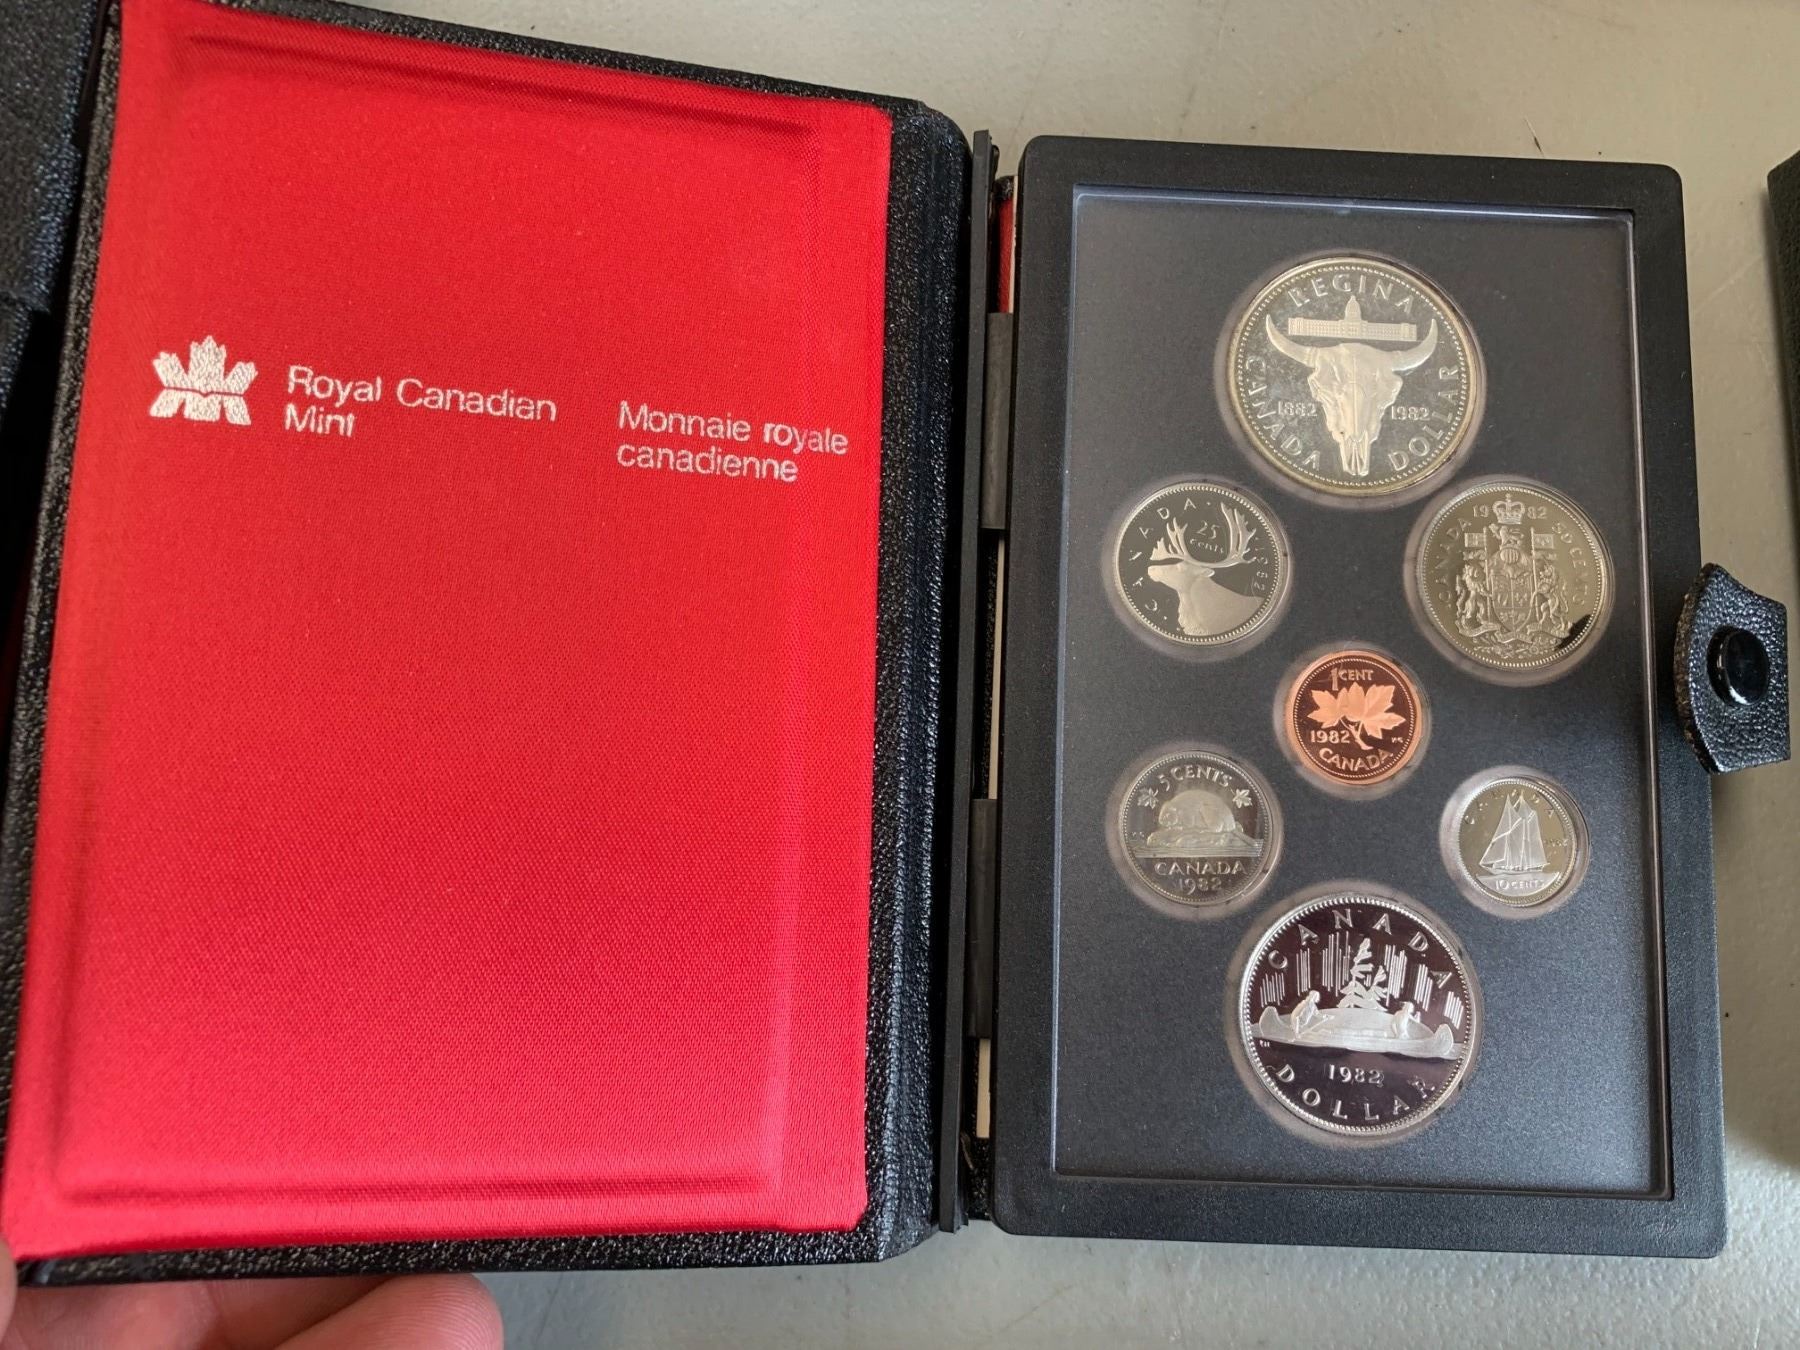 Royal Canadian
Mint
Monnaie royale
canadienne
REGINA
1882 1982
CANADA DOLLAR
CANADA 1982
25
cents
1982
CANADA 50 CENTS
1 CENT
1982
CANADA
5 CENTS
CANADA
1982
CANADA
1982
10 CENTS
CANADA
1982
DOLLAR